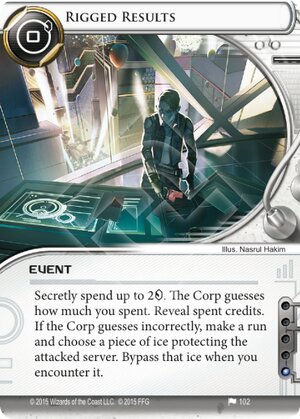 0
RIGGED RESULTS
Illus. Nasrul Hakim
EVENT
Secretly spend up to 2. The Corp guesses
how much you spent. Reveal spent credits.
If the Corp guesses incorrectly, make a run
and choose a piece of ice protecting the
attacked server. Bypass that ice when you
encounter it.
© 2015 Wizards of the Coast LLC. © 2015 FFG
102